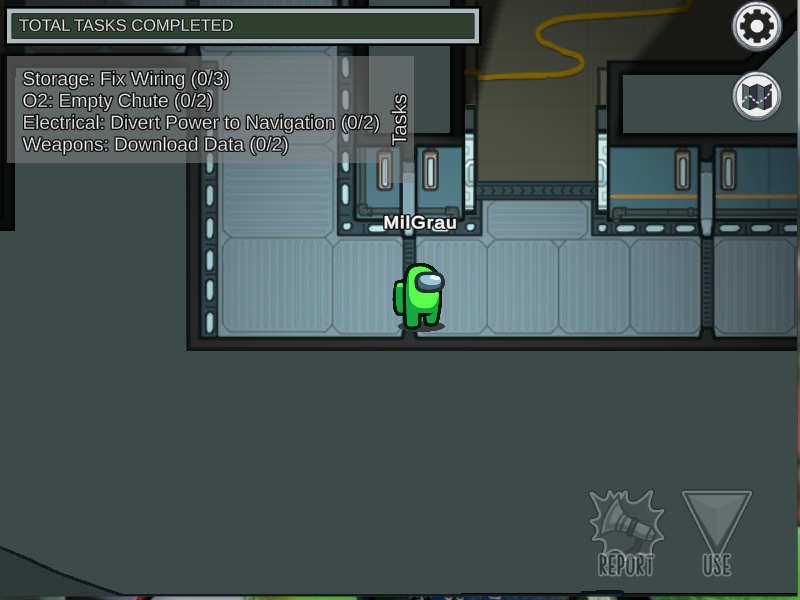 TOTAL TASKS COMPLETED
Storage: Fix Wiring (0/3)
O2: Empty Chute (0/2)
Electrical: Divert Power to Navigation (0/2)
Weapons: Download Data (0/2)
Tasks
MilGrau
REPORT
USE